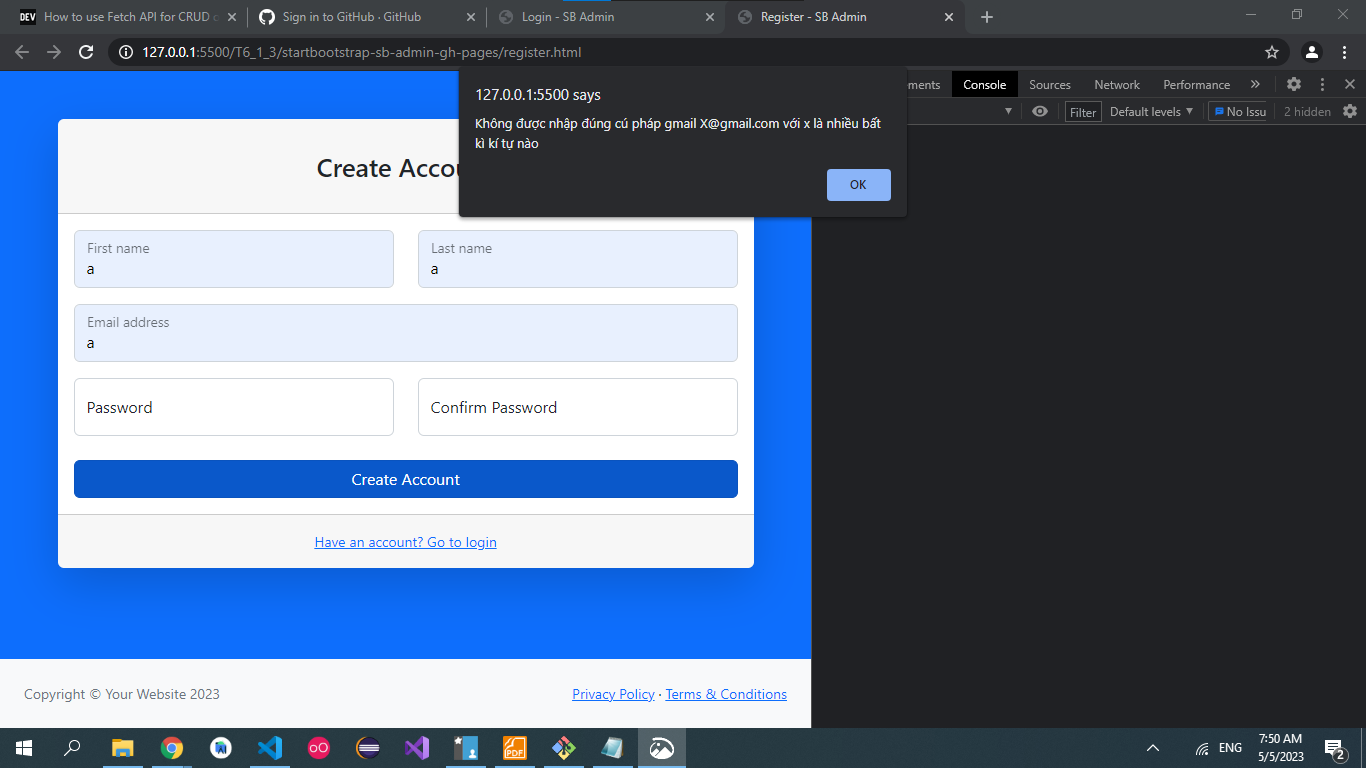 DEV How to use Fetch API for CRUD o
Sign in to GitHub · GitHub
Login - SB Admin
Register - SB Admin
127.0.0.1:5500/T6_1_3/startbootstrap-sb-admin-gh-pages/register.html
127.0.0.1:5500 says
Không được nhập đúng cú pháp gmail X@gmail.com với x là nhiều bất
kì kí tự nào
OK
ements Console Sources Network Performance
Filter Default levels No Issu 2 hidden
Create Accou
First name
a
Last name
a
Email address
a
Password
Confirm Password
Create Account
Have an account? Go to login
Copyright © Your Website 2023
Privacy Policy · Terms & Conditions
PDF
ENG
7:50 AM
5/5/2023
2